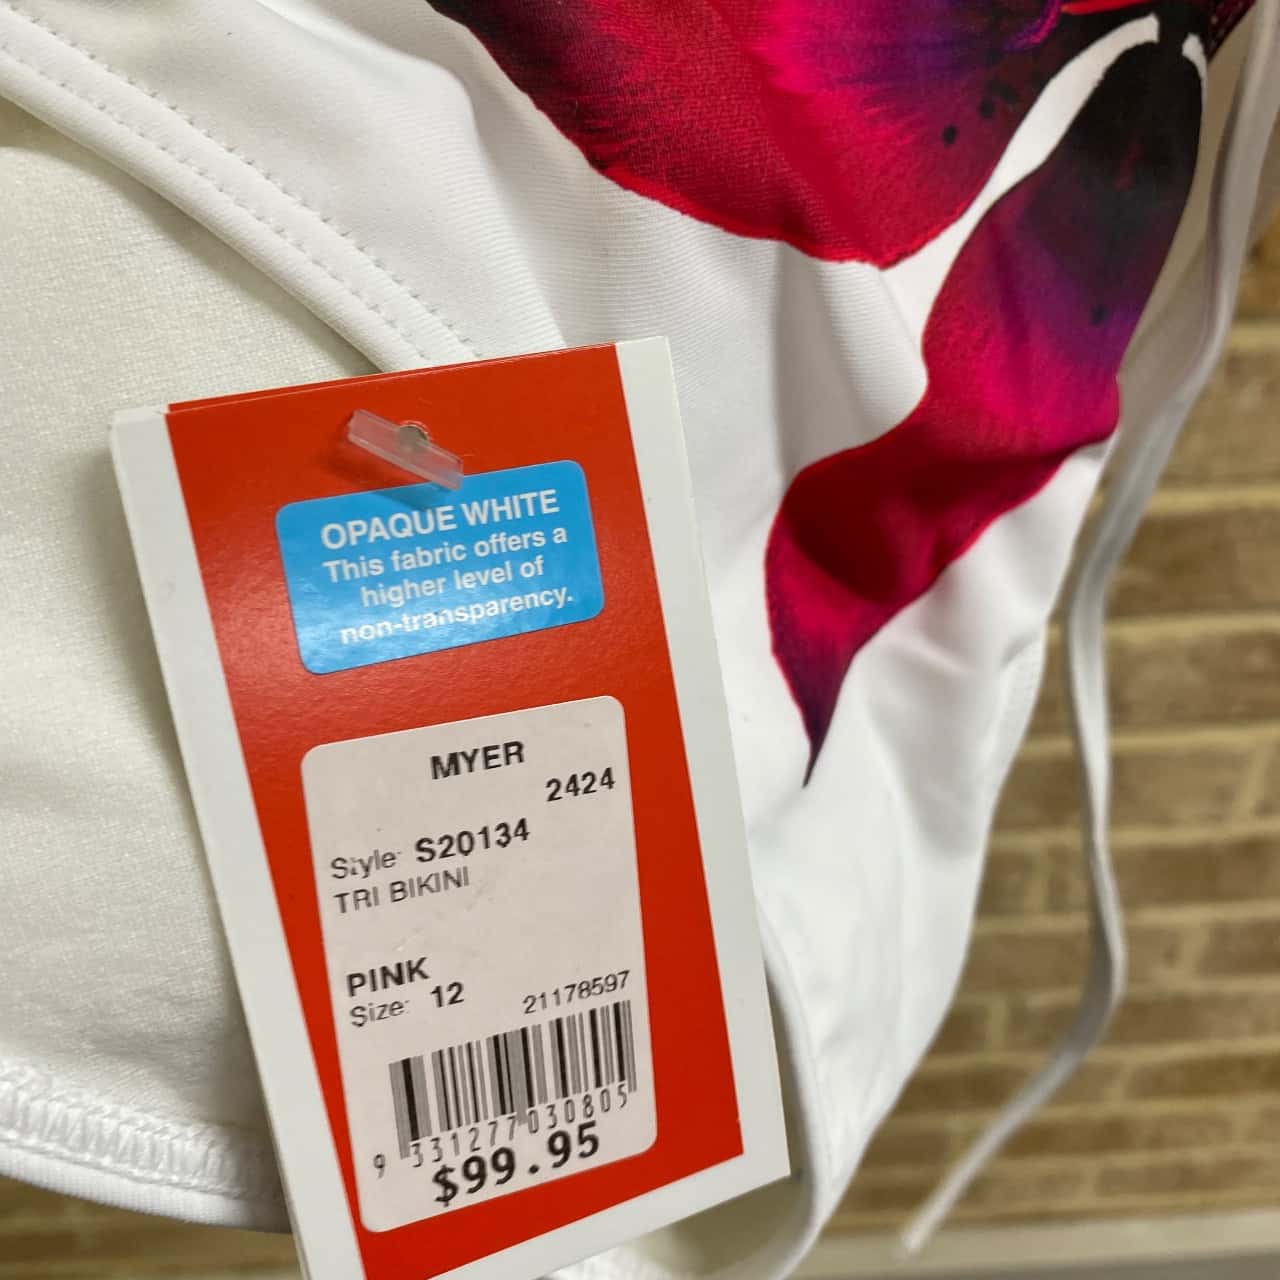 OPAQUE WHITE
This fabric offers a
higher level of
non-transparency.
MYER
2424
Style: S20134
TRI BIKINI
PINK
Size: 12
21178597
9 331277 030805
$99.95